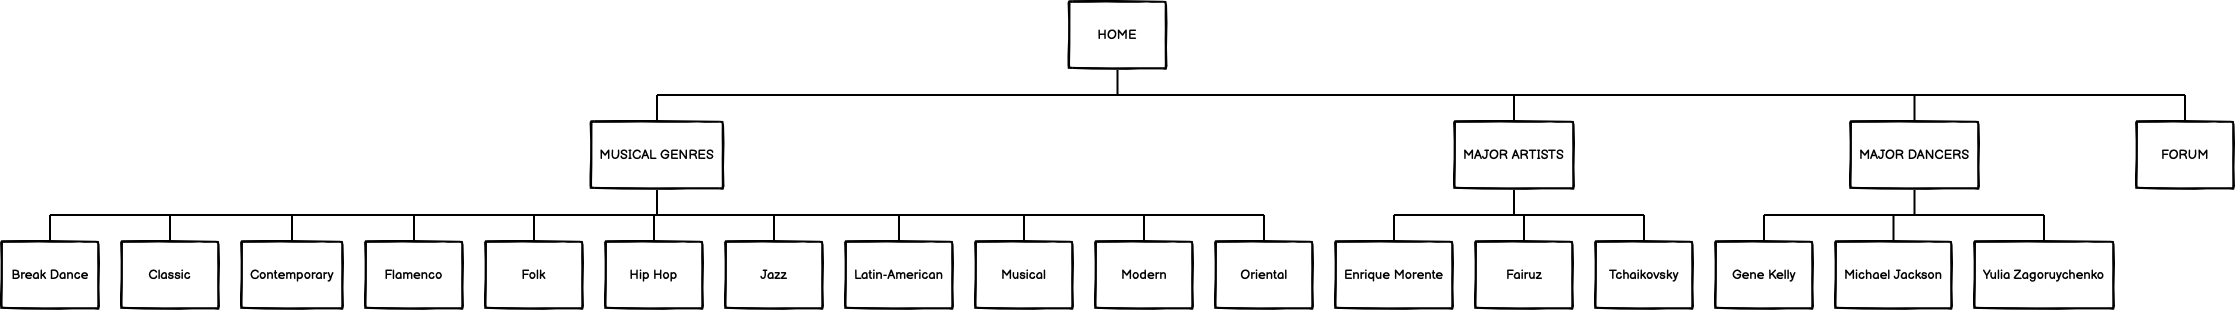 HOME
MUSICAL GENRES
MAJOR ARTISTS
MAJOR DANCERS
FORUM
Break Dance
Classic
Contemporary
Flamenco
Folk
Hip Hop
Jazz
Latin-American
Musical
Modern
Oriental
Enrique Morente
Fairuz
Tchaikovsky
Gene Kelly
Michael Jackson
Yulia Zagoruychenko